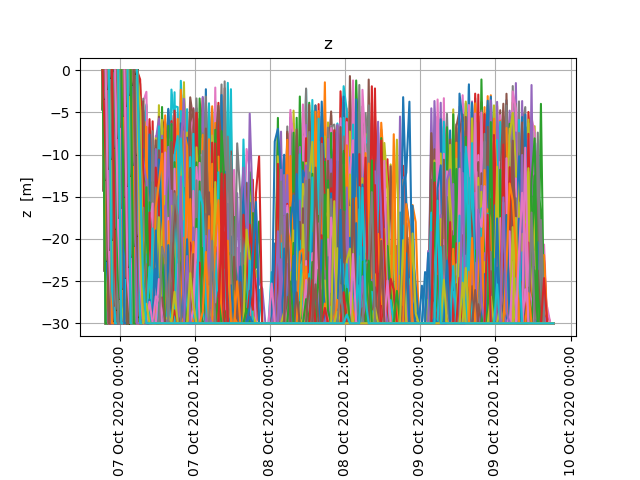 z
0
−5
−10
−15
−20
−25
−30
z [m]
07 Oct 2020 00:00
07 Oct 2020 12:00
08 Oct 2020 00:00
08 Oct 2020 12:00
09 Oct 2020 00:00
09 Oct 2020 12:00
10 Oct 2020 00:00